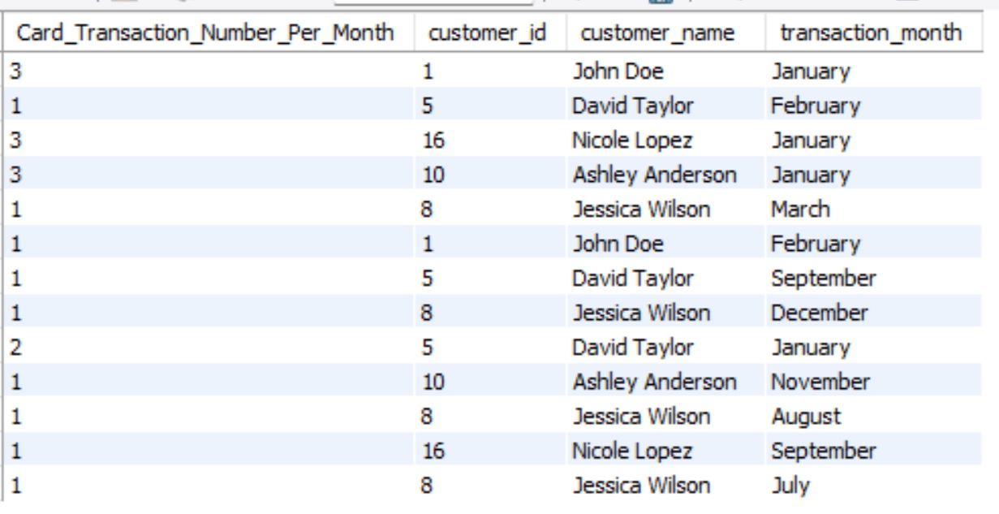 Card_Transaction_Number_Per_Month customer_id customer_name transaction_month
3 1 John Doe January
1 5 David Taylor February
3 16 Nicole Lopez January
3 10 Ashley Anderson January
1 8 Jessica Wilson March
1 1 John Doe February
1 5 David Taylor September
1 8 Jessica Wilson December
2 5 David Taylor January
1 10 Ashley Anderson November
1 8 Jessica Wilson August
1 16 Nicole Lopez September
1 8 Jessica Wilson July